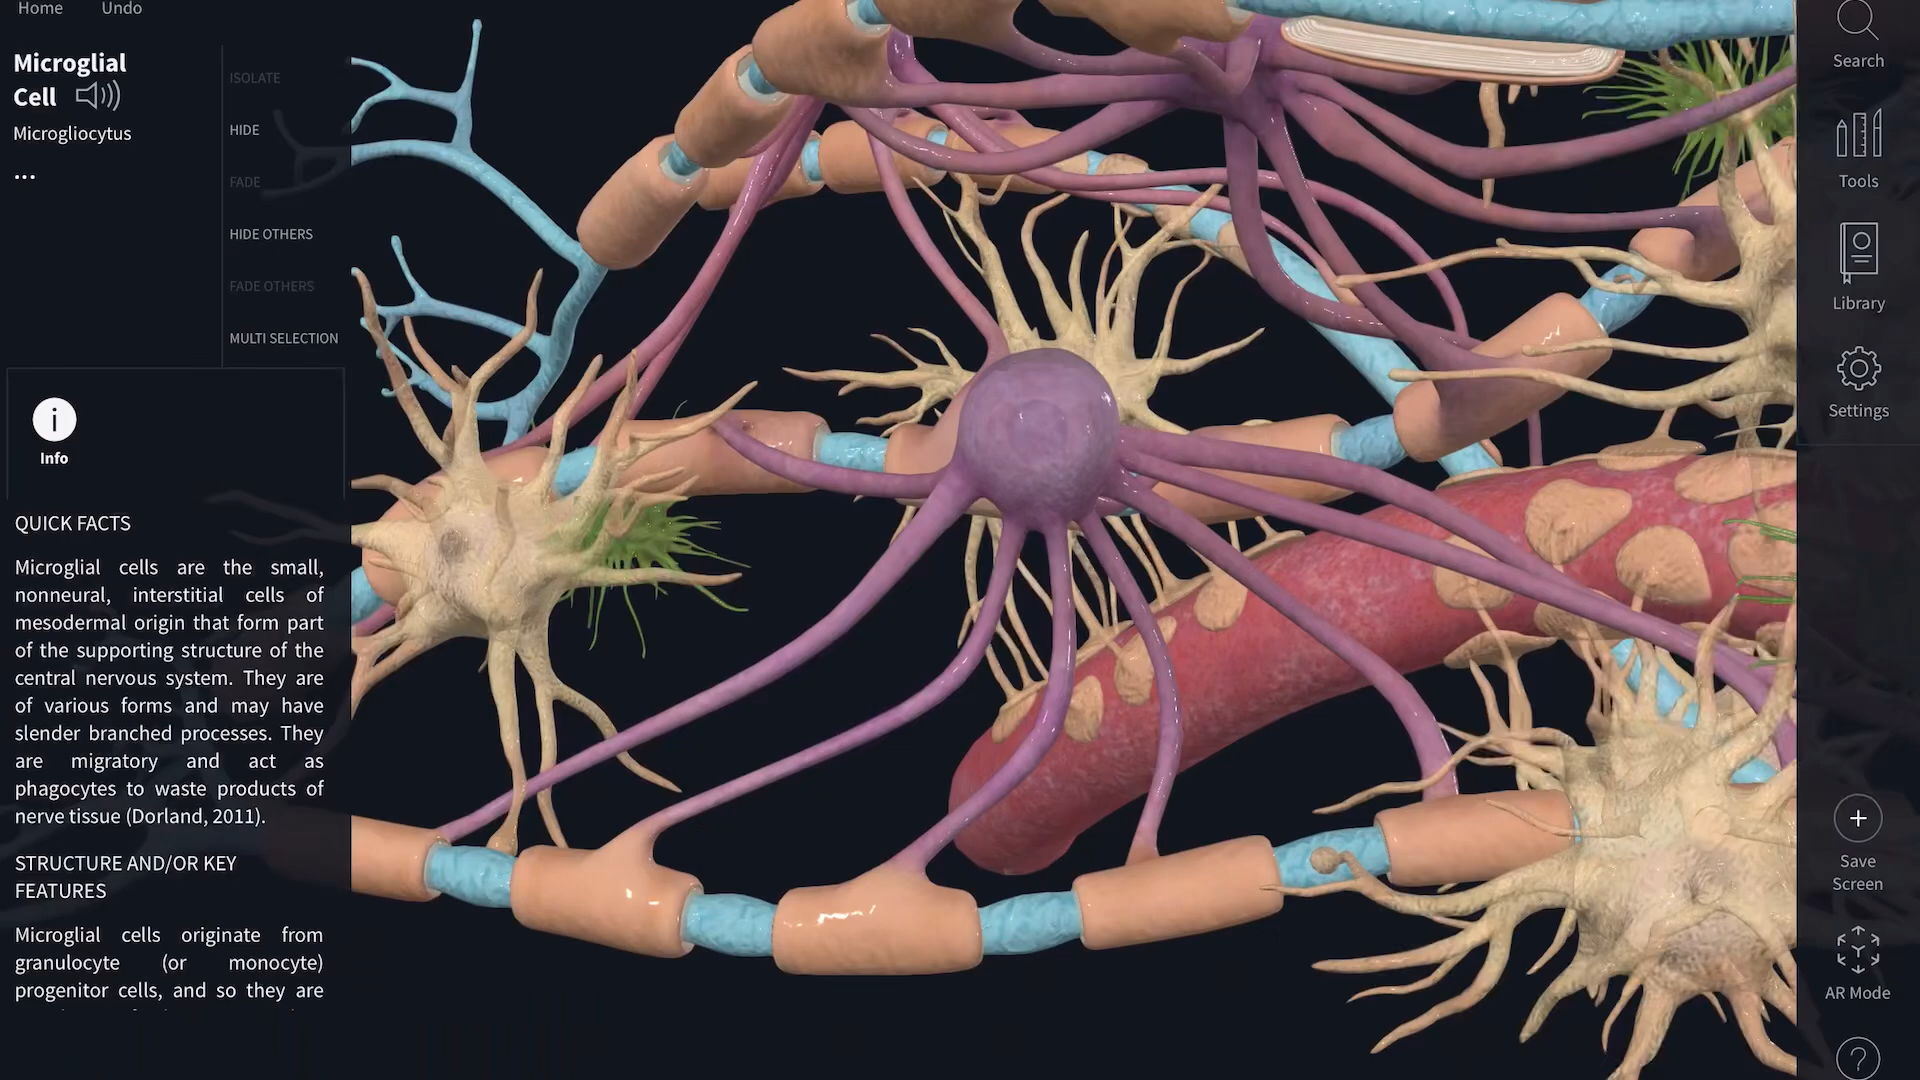 Home Undo
Microglial
Cell
Microgliocytus
...
ISOLATE
HIDE
FADE
HIDE OTHERS
FADE OTHERS
MULTI SELECTION
i
Info
QUICK FACTS
Microglial cells are the small,
nonneural, interstitial cells of
mesodermal origin that form part
of the supporting structure of the
central nervous system. They are
of various forms and may have
slender branched processes. They
are migratory and act as
phagocytes to waste products of
nerve tissue (Dorland, 2011).
STRUCTURE AND/OR KEY
FEATURES
Microglial cells originate from
granulocyte (or monocyte)
progenitor cells, and so they are
Search
Tools
Library
Settings
Save
Screen
AR Mode
?